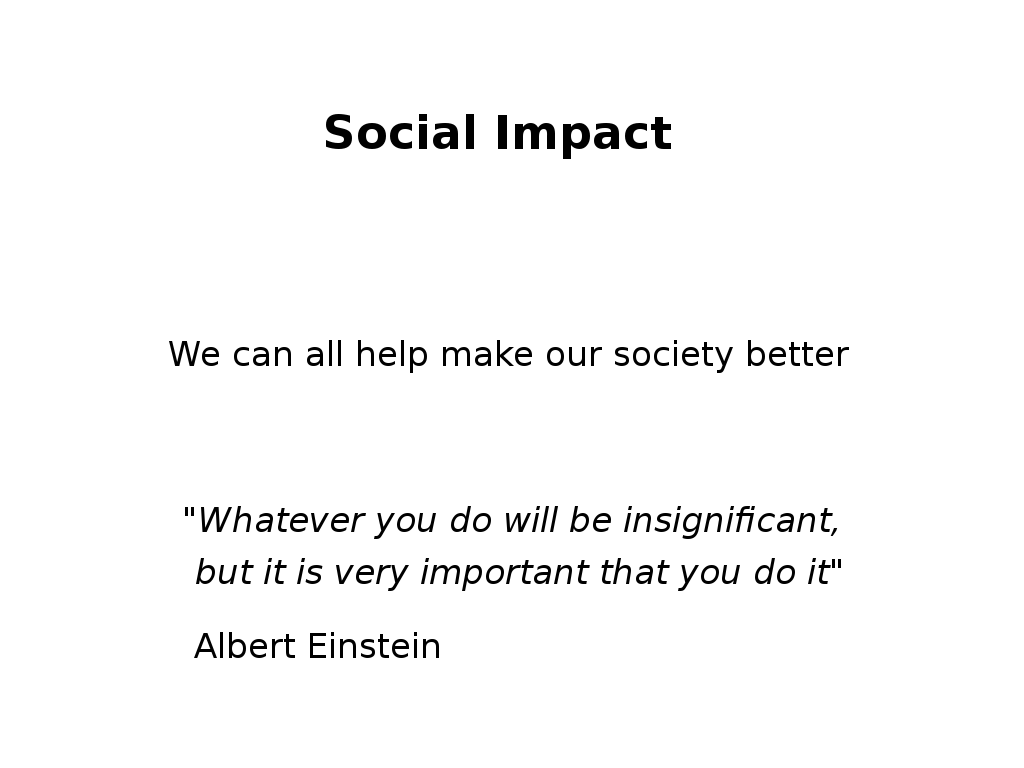 Social Impact
We can all help make our society better
"Whatever you do will be insignificant,
but it is very important that you do it"
Albert Einstein